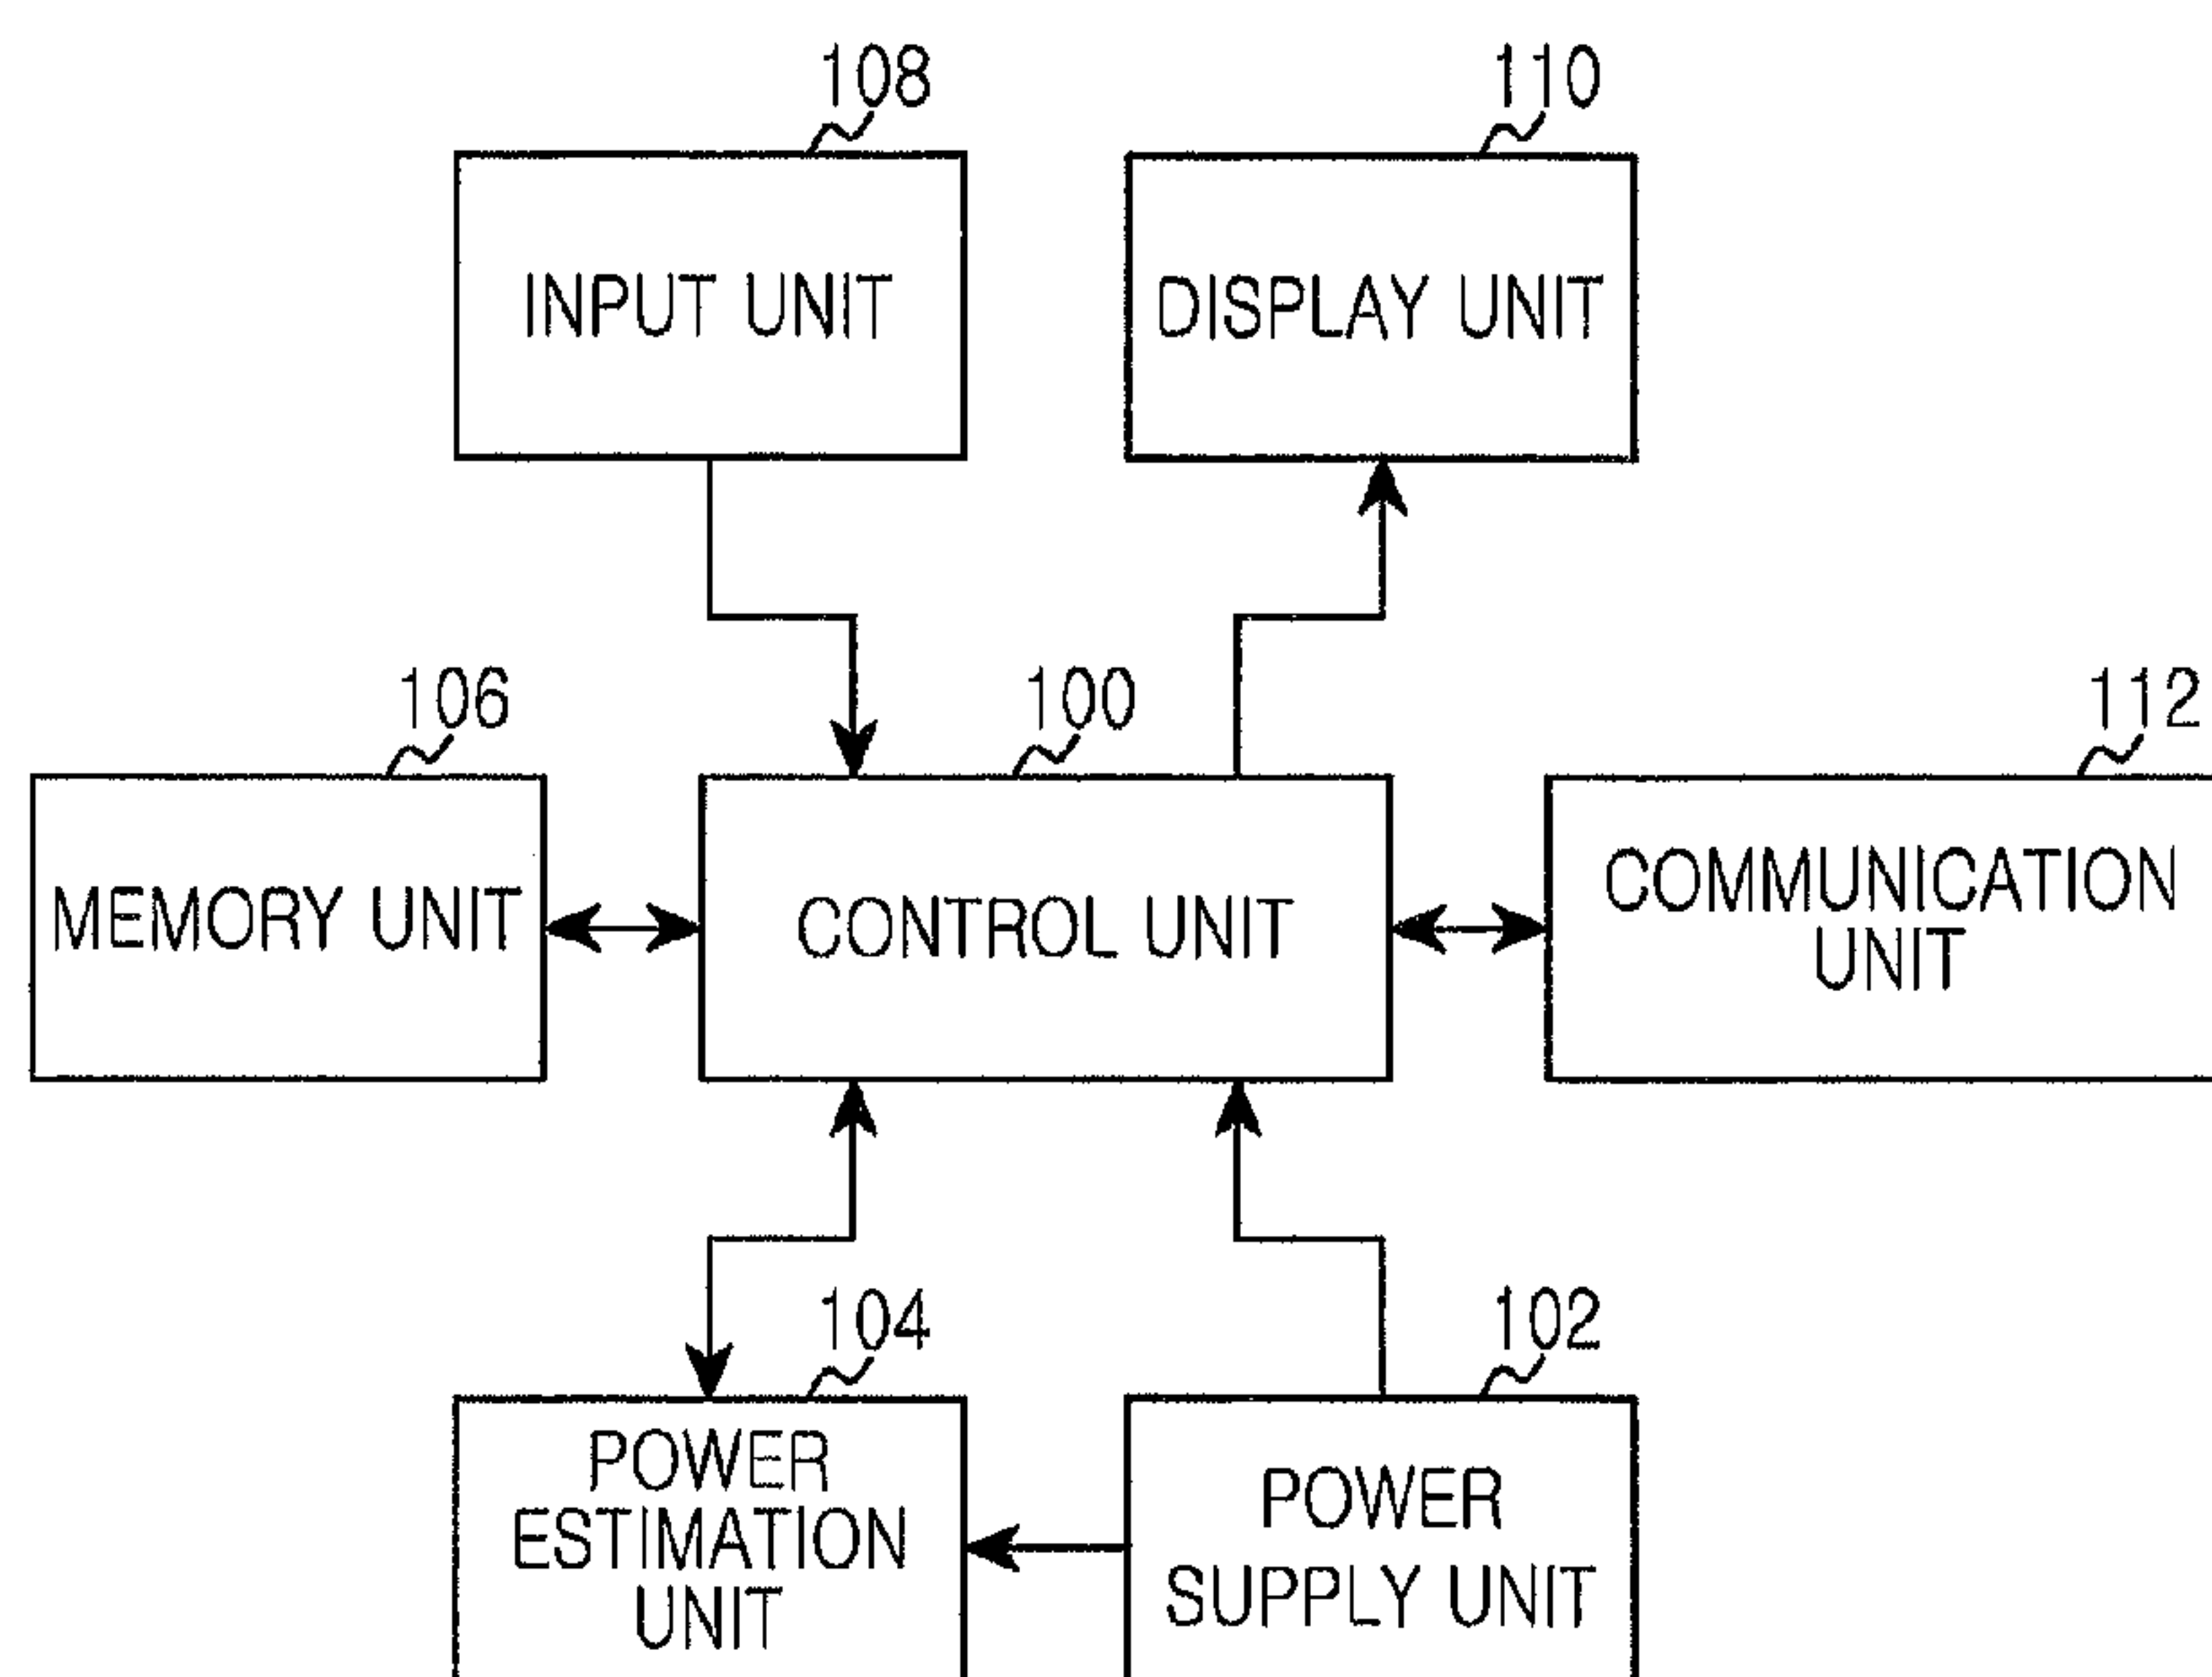 108
110
INPUT UNIT
DISPLAY UNIT
106
100
112
MEMORY UNIT
CONTROL UNIT
COMMUNICATION
UNIT
104
102
POWER
ESTIMATION
UNIT
POWER
SUPPLY UNIT